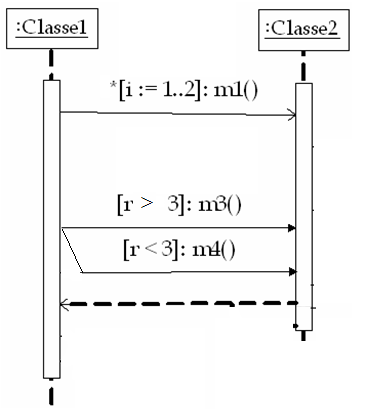 :Classe1
:Classe2
*[i := 1..2]: m1()
[r > 3]: m3()
[r < 3]: m4()